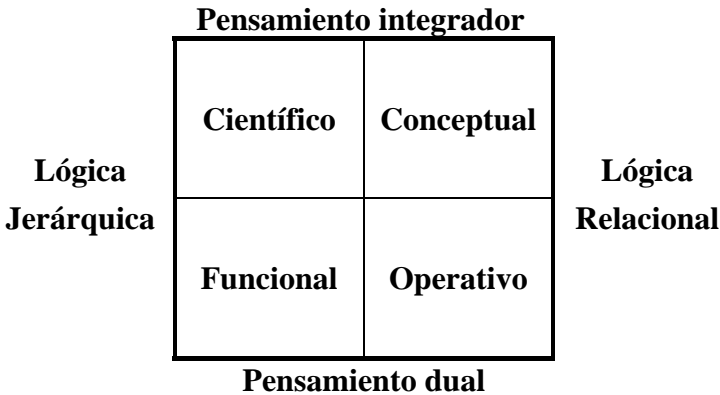 Pensamiento integrador
Científico Conceptual
Lógica Lógica
Jerárquica Relacional
Funcional Operativo
Pensamiento dual